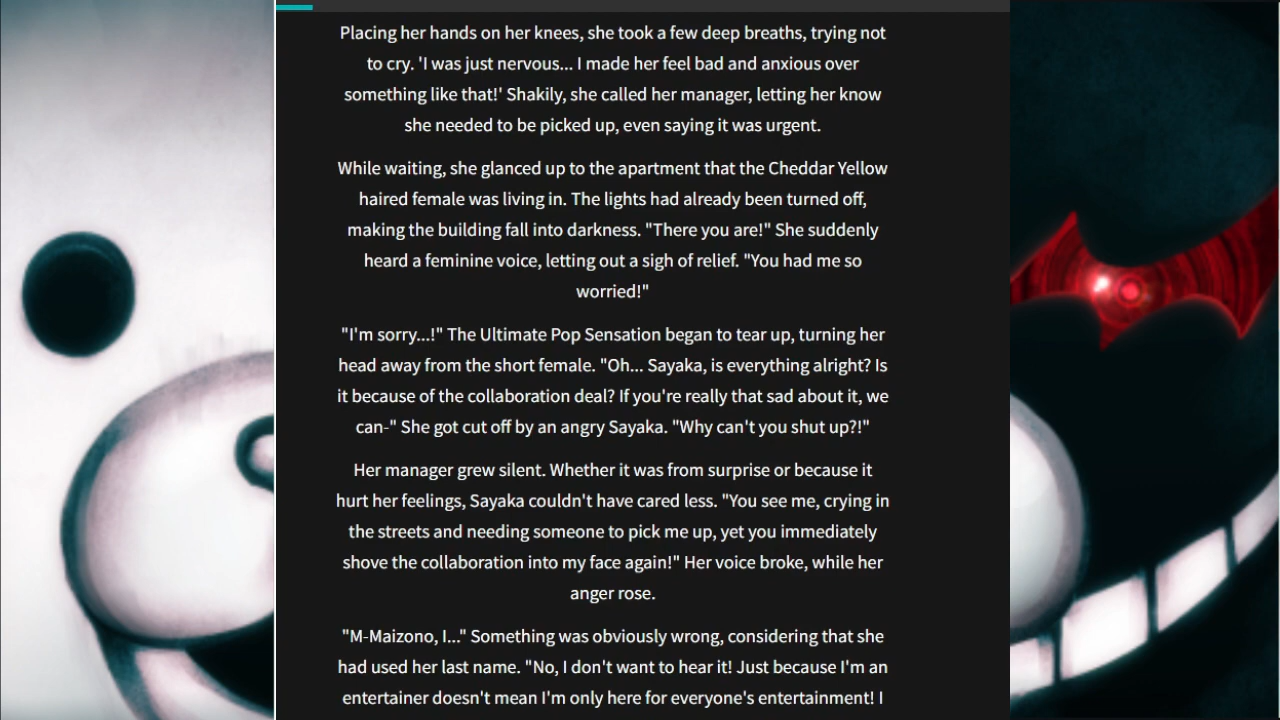 Placing her hands on her knees, she took a few deep breaths, trying not
to cry. 'I was just nervous... I made her feel bad and anxious over
something like that!' Shakily, she called her manager, letting her know
she needed to be picked up, even saying it was urgent.
While waiting, she glanced up to the apartment that the Cheddar Yellow
haired female was living in. The lights had already been turned off,
making the building fall into darkness. "There you are!" She suddenly
heard a feminine voice, letting out a sigh of relief. "You had me so
worried!"
"I'm sorry...!" The Ultimate Pop Sensation began to tear up, turning her
head away from the short female. "Oh... Sayaka, is everything alright? Is
it because of the collaboration deal? If you're really that sad about it, we
can-" She got cut off by an angry Sayaka. "Why can't you shut up?!"
Her manager grew silent. Whether it was from surprise or because it
hurt her feelings, Sayaka couldn't have cared less. "You see me, crying in
the streets and needing someone to pick me up, yet you immediately
shove the collaboration into my face again!" Her voice broke, while her
anger rose.
"M-Maizono, I..." Something was obviously wrong, considering that she
had used her last name. "No, I don't want to hear it! Just because I'm an
entertainer doesn't mean I'm only here for everyone's entertainment! I